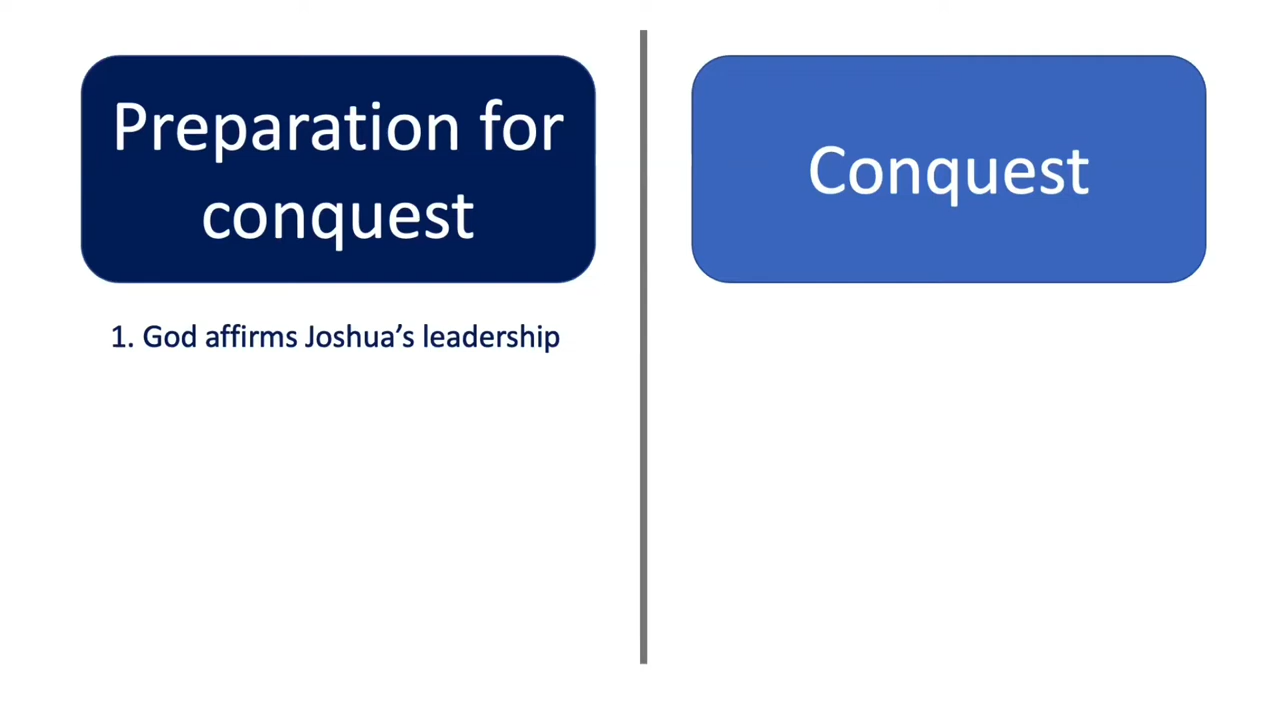 Preparation for
conquest
Conquest
1. God affirms Joshua’s leadership